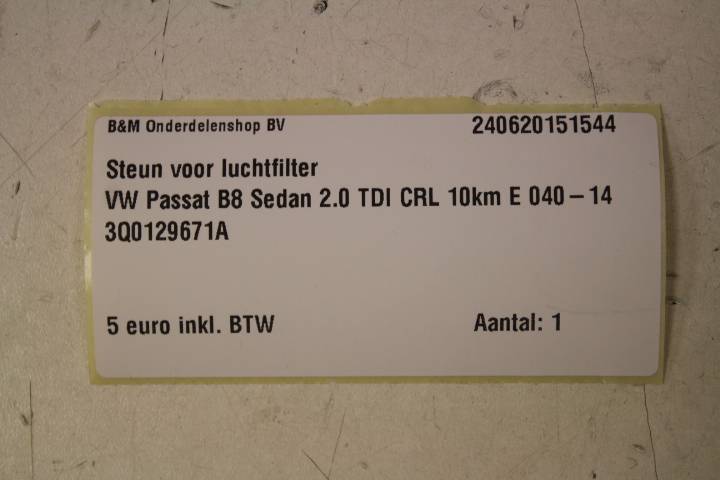 B&M Onderdelenshop BV 240620151544
Steun voor luchtfilter
VW Passat B8 Sedan 2.0 TDI CRL 10km E 040-14
3Q0129671A
5 euro inkl. BTW Aantal: 1